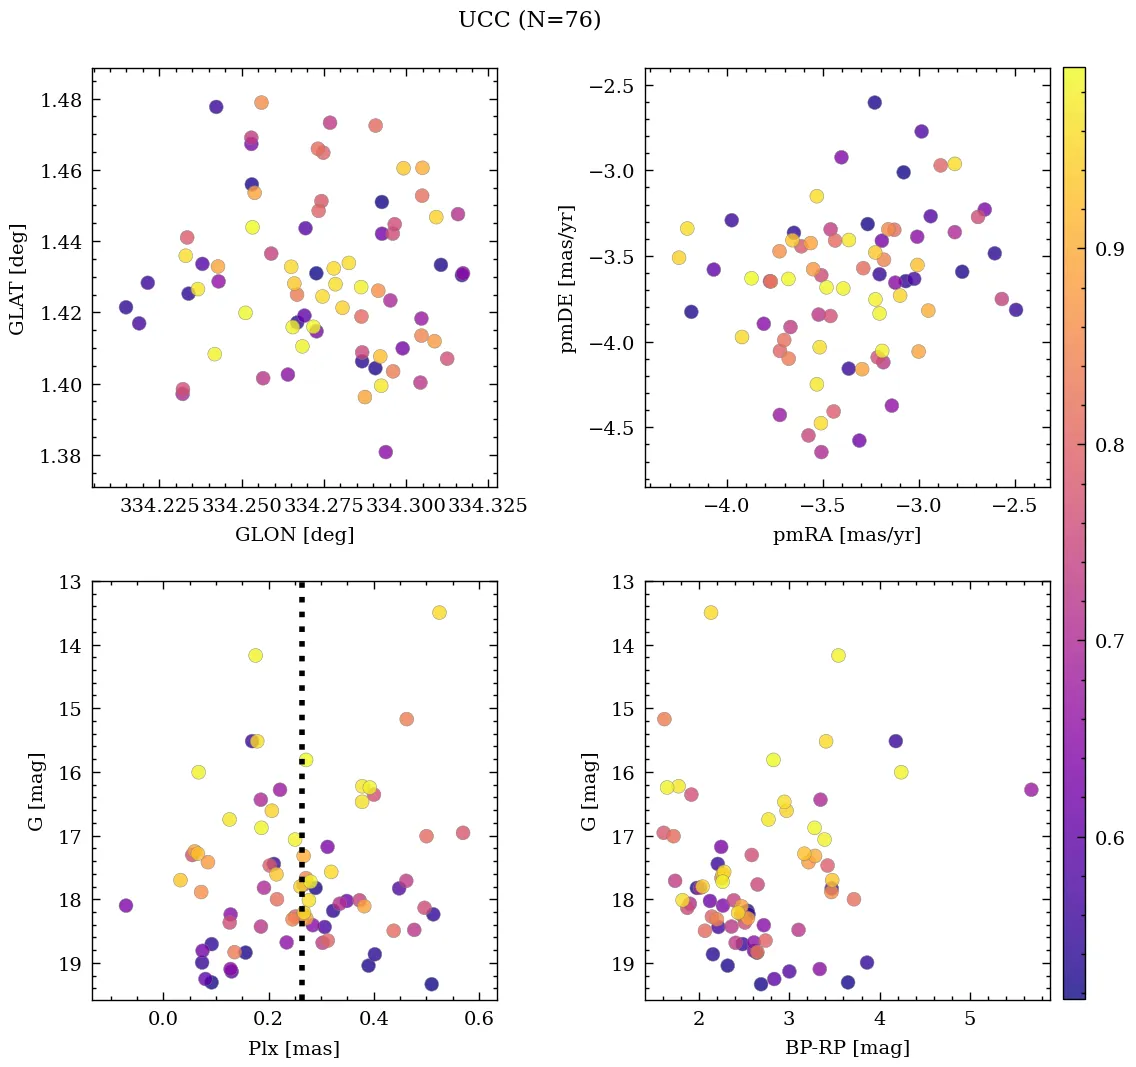 UCC (N=76)
1.48
1.46
1.44
1.42
1.40
1.38
GLAT [deg]
334.225 334.250 334.275 334.300 334.325
GLON [deg]
−2.5
−3.0
−3.5
−4.0
−4.5
pmDE [mas/yr]
−4.0 −3.5 −3.0 −2.5
pmRA [mas/yr]
0.9
0.8
0.7
0.6
13
14
15
16
17
18
19
G [mag]
0.0 0.2 0.4 0.6
Plx [mas]
13
14
15
16
17
18
19
G [mag]
2 3 4 5
BP-RP [mag]